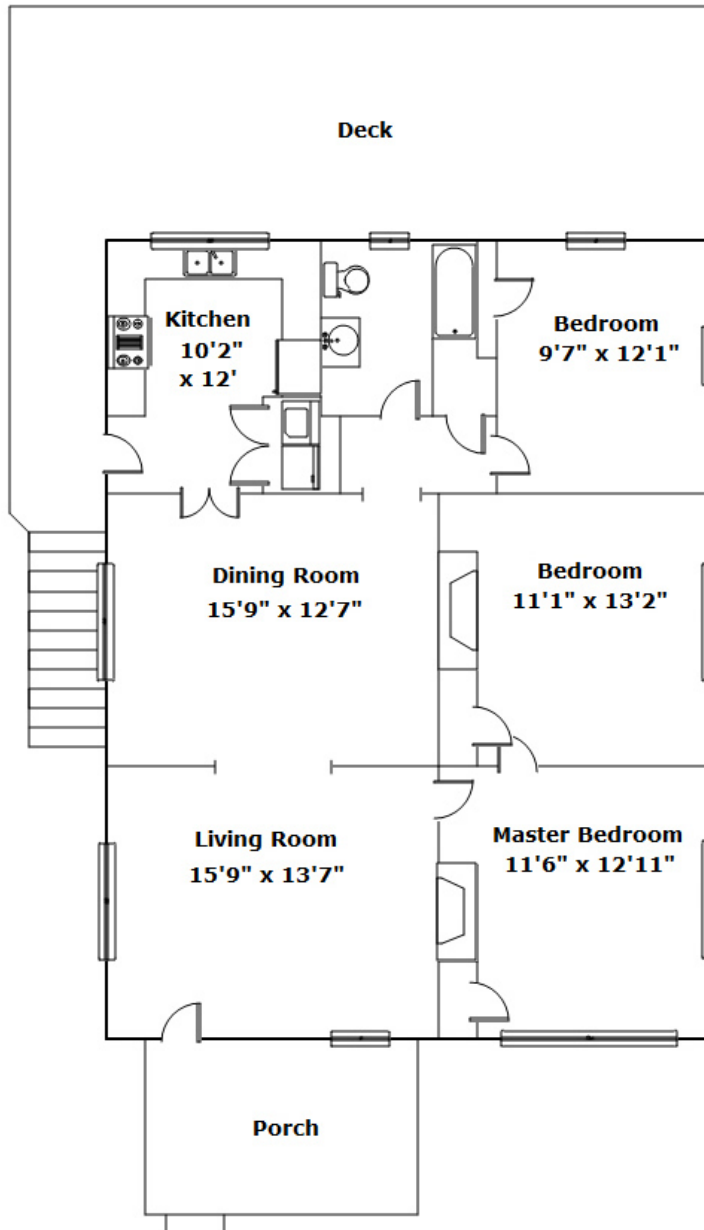 Deck
Kitchen
10'2"
x 12'
Bedroom
9'7" x 12'1"
Dining Room
15'9" x 12'7"
Bedroom
11'1" x 13'2"
Living Room
15'9" x 13'7"
Master Bedroom
11'6" x 12'11"
Porch